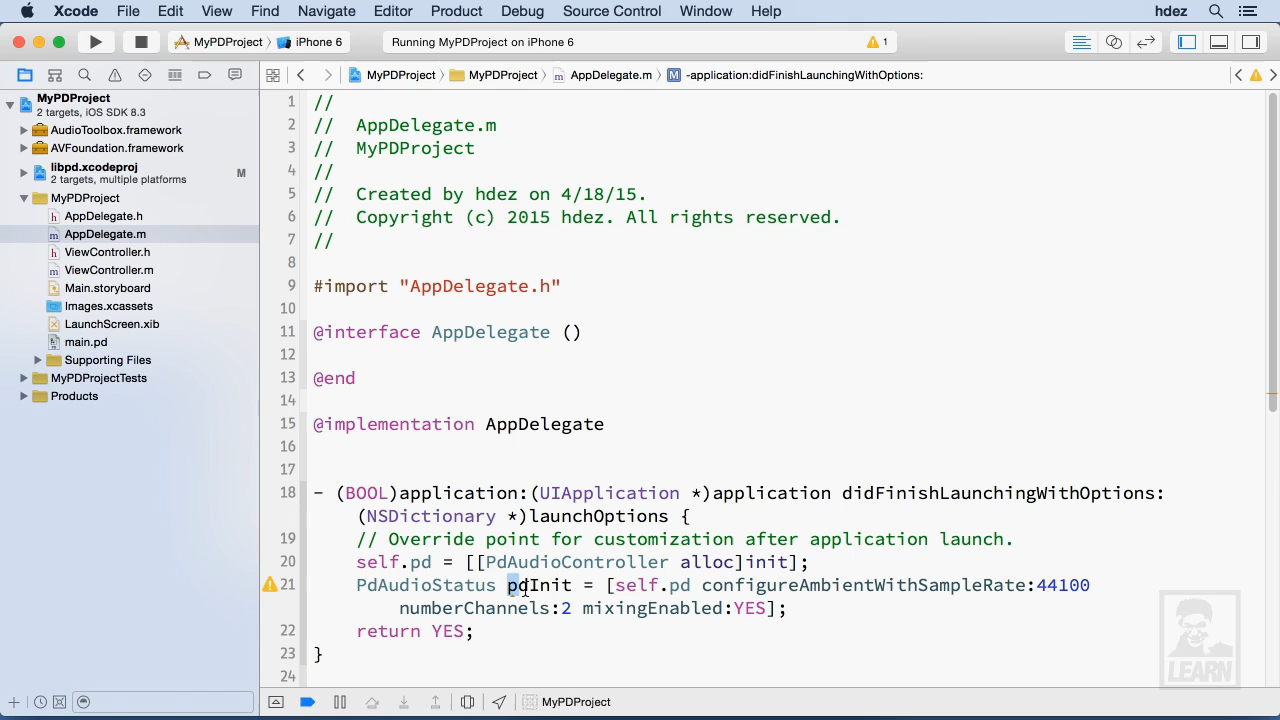 Xcode File Edit View Find Navigate Editor Product Debug Source Control Window Help hdez
MyPDProject iPhone 6 Running MyPDProject on iPhone 6 1
MyPDProject MyPDProject AppDelegate.m -application:didFinishLaunchingWithOptions:
MyPDProject
2 targets, iOS SDK 8.3
AudioToolbox.framework
AVFoundation.framework
libpd.xcodeproj M
2 targets, multiple platforms
MyPDProject
AppDelegate.h
AppDelegate.m
ViewController.h
ViewController.m
Main.storyboard
Images.xcassets
LaunchScreen.xib
main.pd
Supporting Files
MyPDProjectTests
Products
1 //
2 // AppDelegate.m
3 // MyPDProject
4 //
5 // Created by hdez on 4/18/15.
6 // Copyright (c) 2015 hdez. All rights reserved.
7 //
8
9 #import "AppDelegate.h"
10
11 @interface AppDelegate ()
12
13 @end
14
15 @implementation AppDelegate
16
17
18 - (BOOL)application:(UIApplication *)application didFinishLaunchingWithOptions:
(NSDictionary *)launchOptions {
19 // Override point for customization after application launch.
20 self.pd = [[PdAudioController alloc]init];
21 PdAudioStatus pdInit = [self.pd configureAmbientWithSampleRate:44100
numberChannels:2 mixingEnabled:YES];
22 return YES;
23 }
24
MyPDProject
LEARN